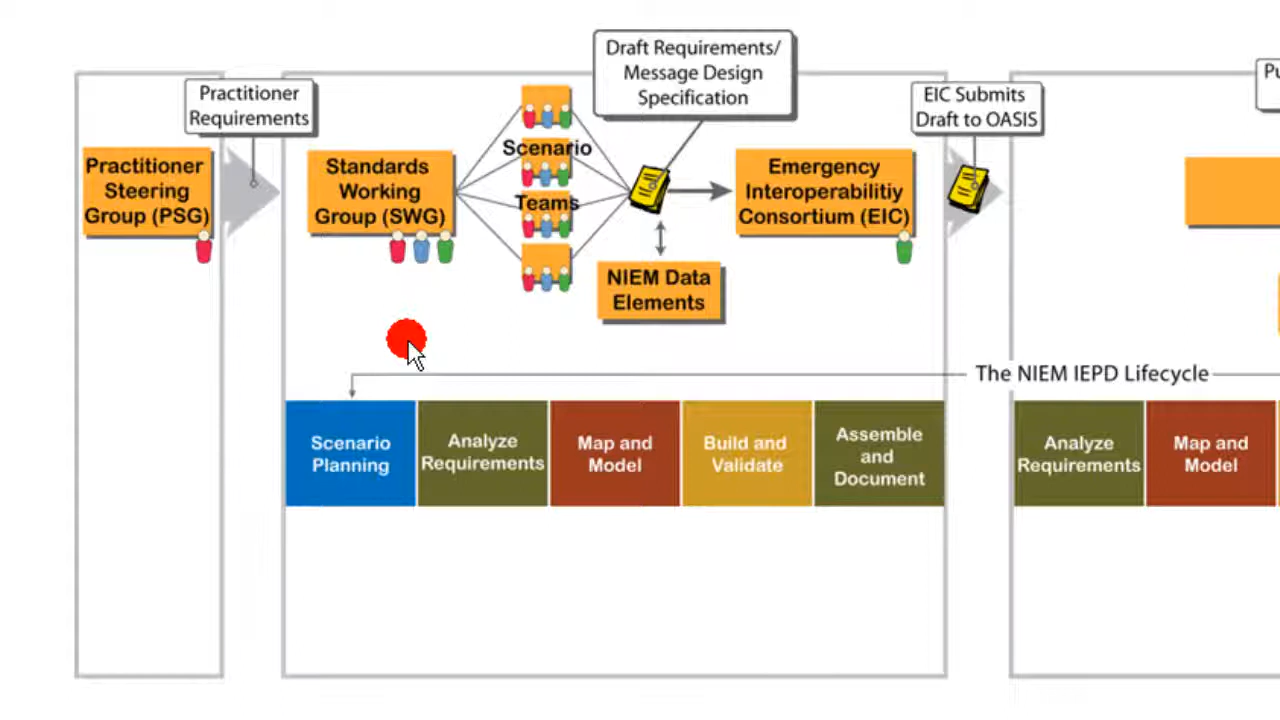 Draft Requirements/
Message Design
Specification
Practitioner
Requirements
EIC Submits
Draft to OASIS
Practitioner
Steering
Group (PSG)
Standards
Working
Group (SWG)
Scenario
Teams
Emergency
Interoperabilitiy
Consortium (EIC)
NIEM Data
Elements
The NIEM IEPD Lifecycle
Scenario
Planning
Analyze
Requirements
Map and
Model
Build and
Validate
Assemble
and
Document
Analyze
Requirements
Map and
Model